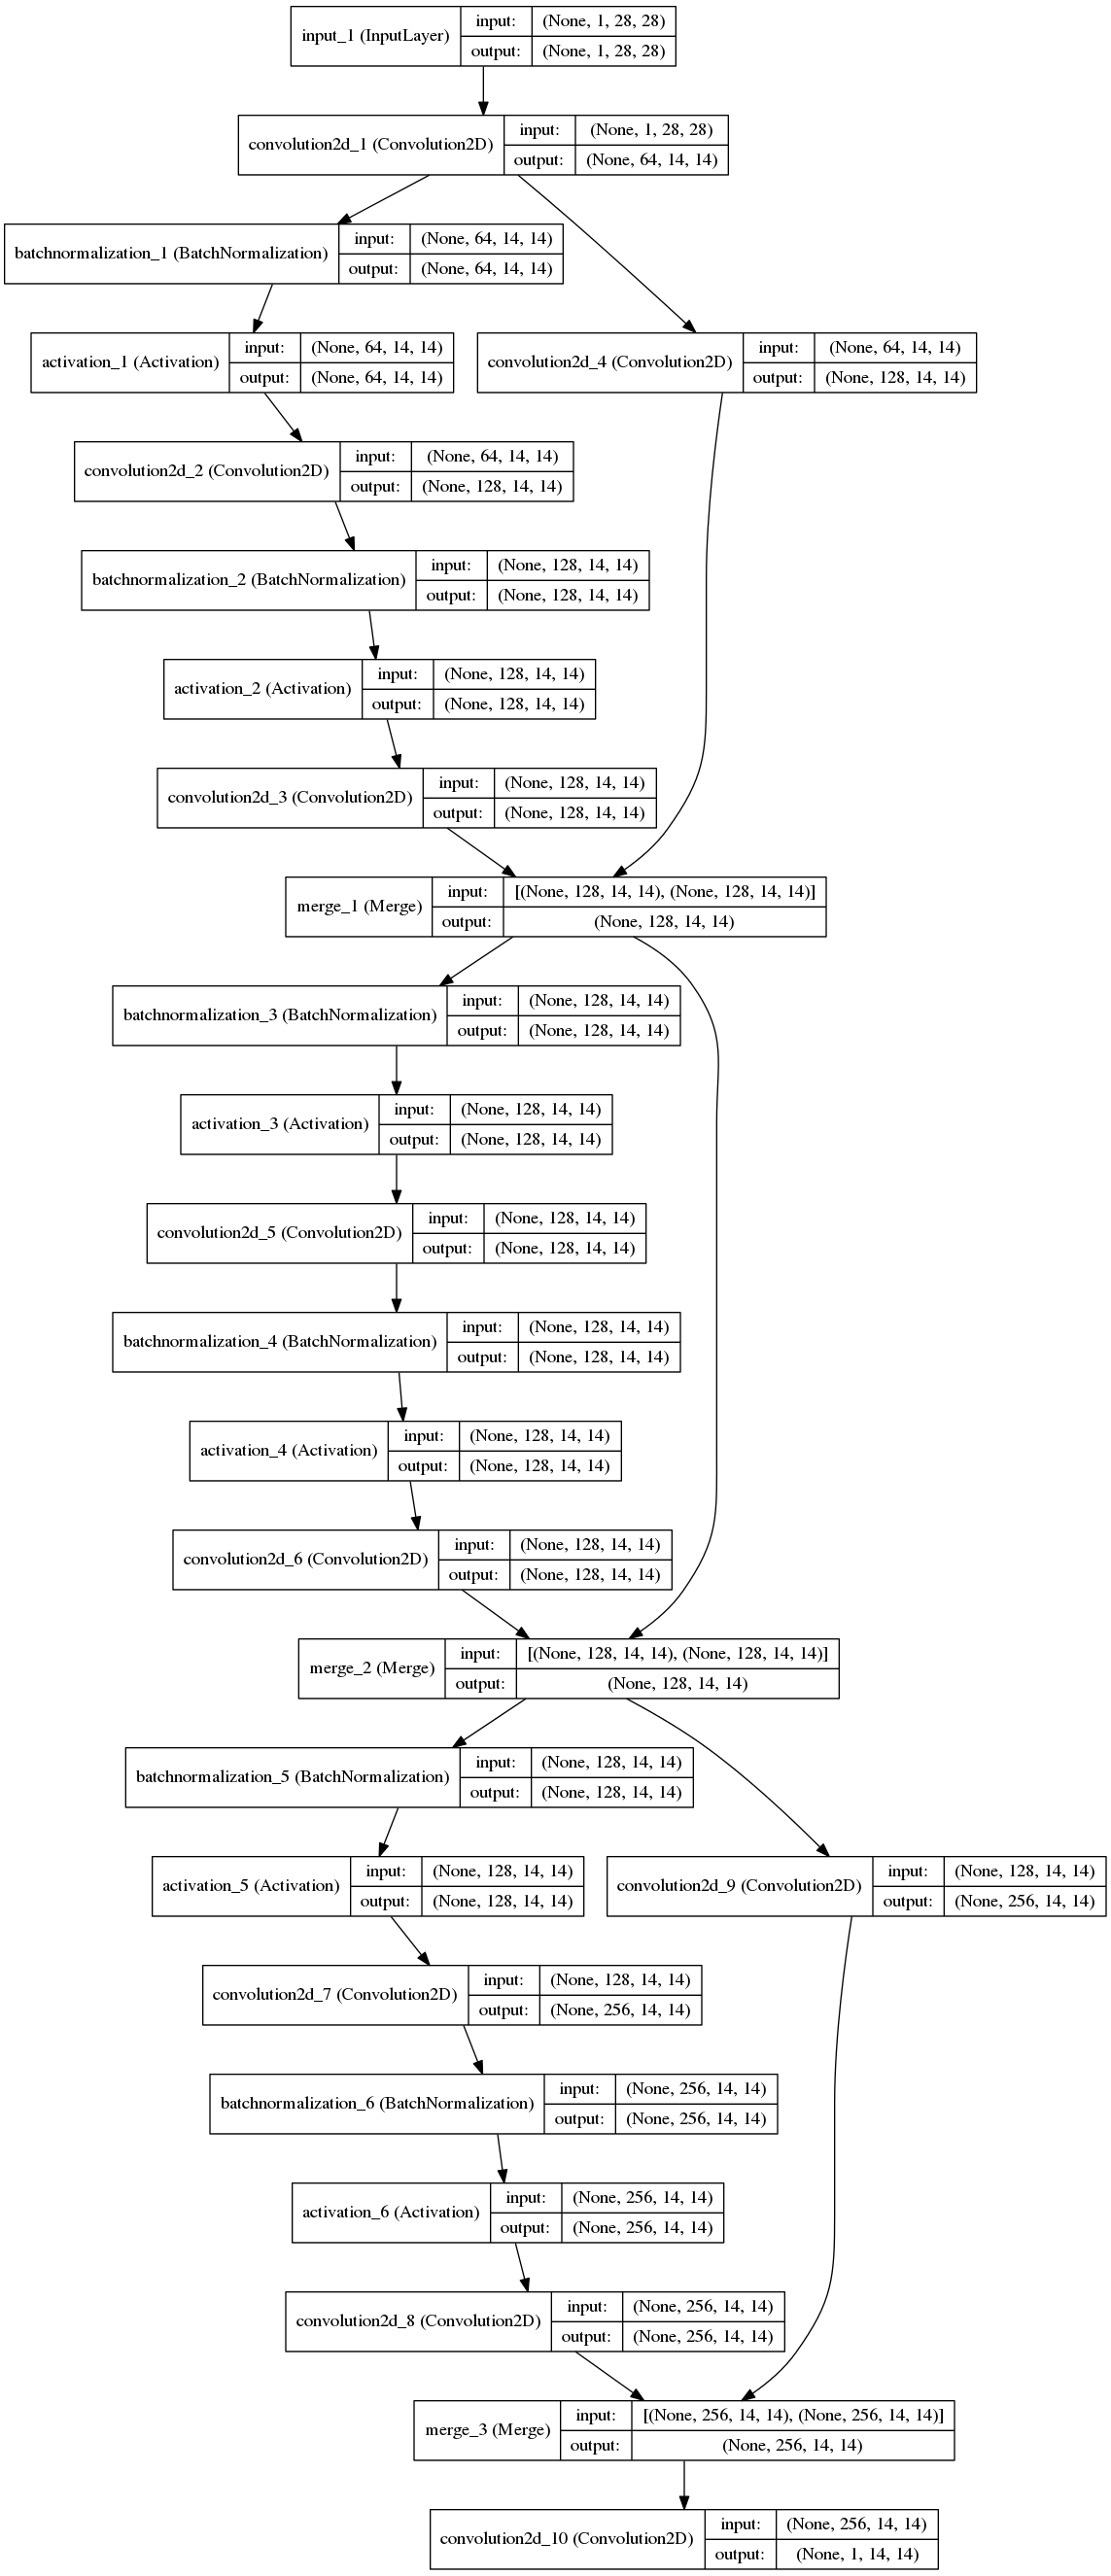 input_1 (InputLayer)
input: (None, 1, 28, 28)
output: (None, 1, 28, 28)
convolution2d_1 (Convolution2D)
input: (None, 1, 28, 28)
output: (None, 64, 14, 14)
batchnormalization_1 (BatchNormalization)
input: (None, 64, 14, 14)
output: (None, 64, 14, 14)
activation_1 (Activation)
input: (None, 64, 14, 14)
output: (None, 64, 14, 14)
convolution2d_4 (Convolution2D)
input: (None, 64, 14, 14)
output: (None, 128, 14, 14)
convolution2d_2 (Convolution2D)
input: (None, 64, 14, 14)
output: (None, 128, 14, 14)
batchnormalization_2 (BatchNormalization)
input: (None, 128, 14, 14)
output: (None, 128, 14, 14)
activation_2 (Activation)
input: (None, 128, 14, 14)
output: (None, 128, 14, 14)
convolution2d_3 (Convolution2D)
input: (None, 128, 14, 14)
output: (None, 128, 14, 14)
merge_1 (Merge)
input: [(None, 128, 14, 14), (None, 128, 14, 14)]
output: (None, 128, 14, 14)
batchnormalization_3 (BatchNormalization)
input: (None, 128, 14, 14)
output: (None, 128, 14, 14)
activation_3 (Activation)
input: (None, 128, 14, 14)
output: (None, 128, 14, 14)
convolution2d_5 (Convolution2D)
input: (None, 128, 14, 14)
output: (None, 128, 14, 14)
batchnormalization_4 (BatchNormalization)
input: (None, 128, 14, 14)
output: (None, 128, 14, 14)
activation_4 (Activation)
input: (None, 128, 14, 14)
output: (None, 128, 14, 14)
convolution2d_6 (Convolution2D)
input: (None, 128, 14, 14)
output: (None, 128, 14, 14)
merge_2 (Merge)
input: [(None, 128, 14, 14), (None, 128, 14, 14)]
output: (None, 128, 14, 14)
batchnormalization_5 (BatchNormalization)
input: (None, 128, 14, 14)
output: (None, 128, 14, 14)
activation_5 (Activation)
input: (None, 128, 14, 14)
output: (None, 128, 14, 14)
convolution2d_9 (Convolution2D)
input: (None, 128, 14, 14)
output: (None, 256, 14, 14)
convolution2d_7 (Convolution2D)
input: (None, 128, 14, 14)
output: (None, 256, 14, 14)
batchnormalization_6 (BatchNormalization)
input: (None, 256, 14, 14)
output: (None, 256, 14, 14)
activation_6 (Activation)
input: (None, 256, 14, 14)
output: (None, 256, 14, 14)
convolution2d_8 (Convolution2D)
input: (None, 256, 14, 14)
output: (None, 256, 14, 14)
merge_3 (Merge)
input: [(None, 256, 14, 14), (None, 256, 14, 14)]
output: (None, 256, 14, 14)
convolution2d_10 (Convolution2D)
input: (None, 256, 14, 14)
output: (None, 1, 14, 14)